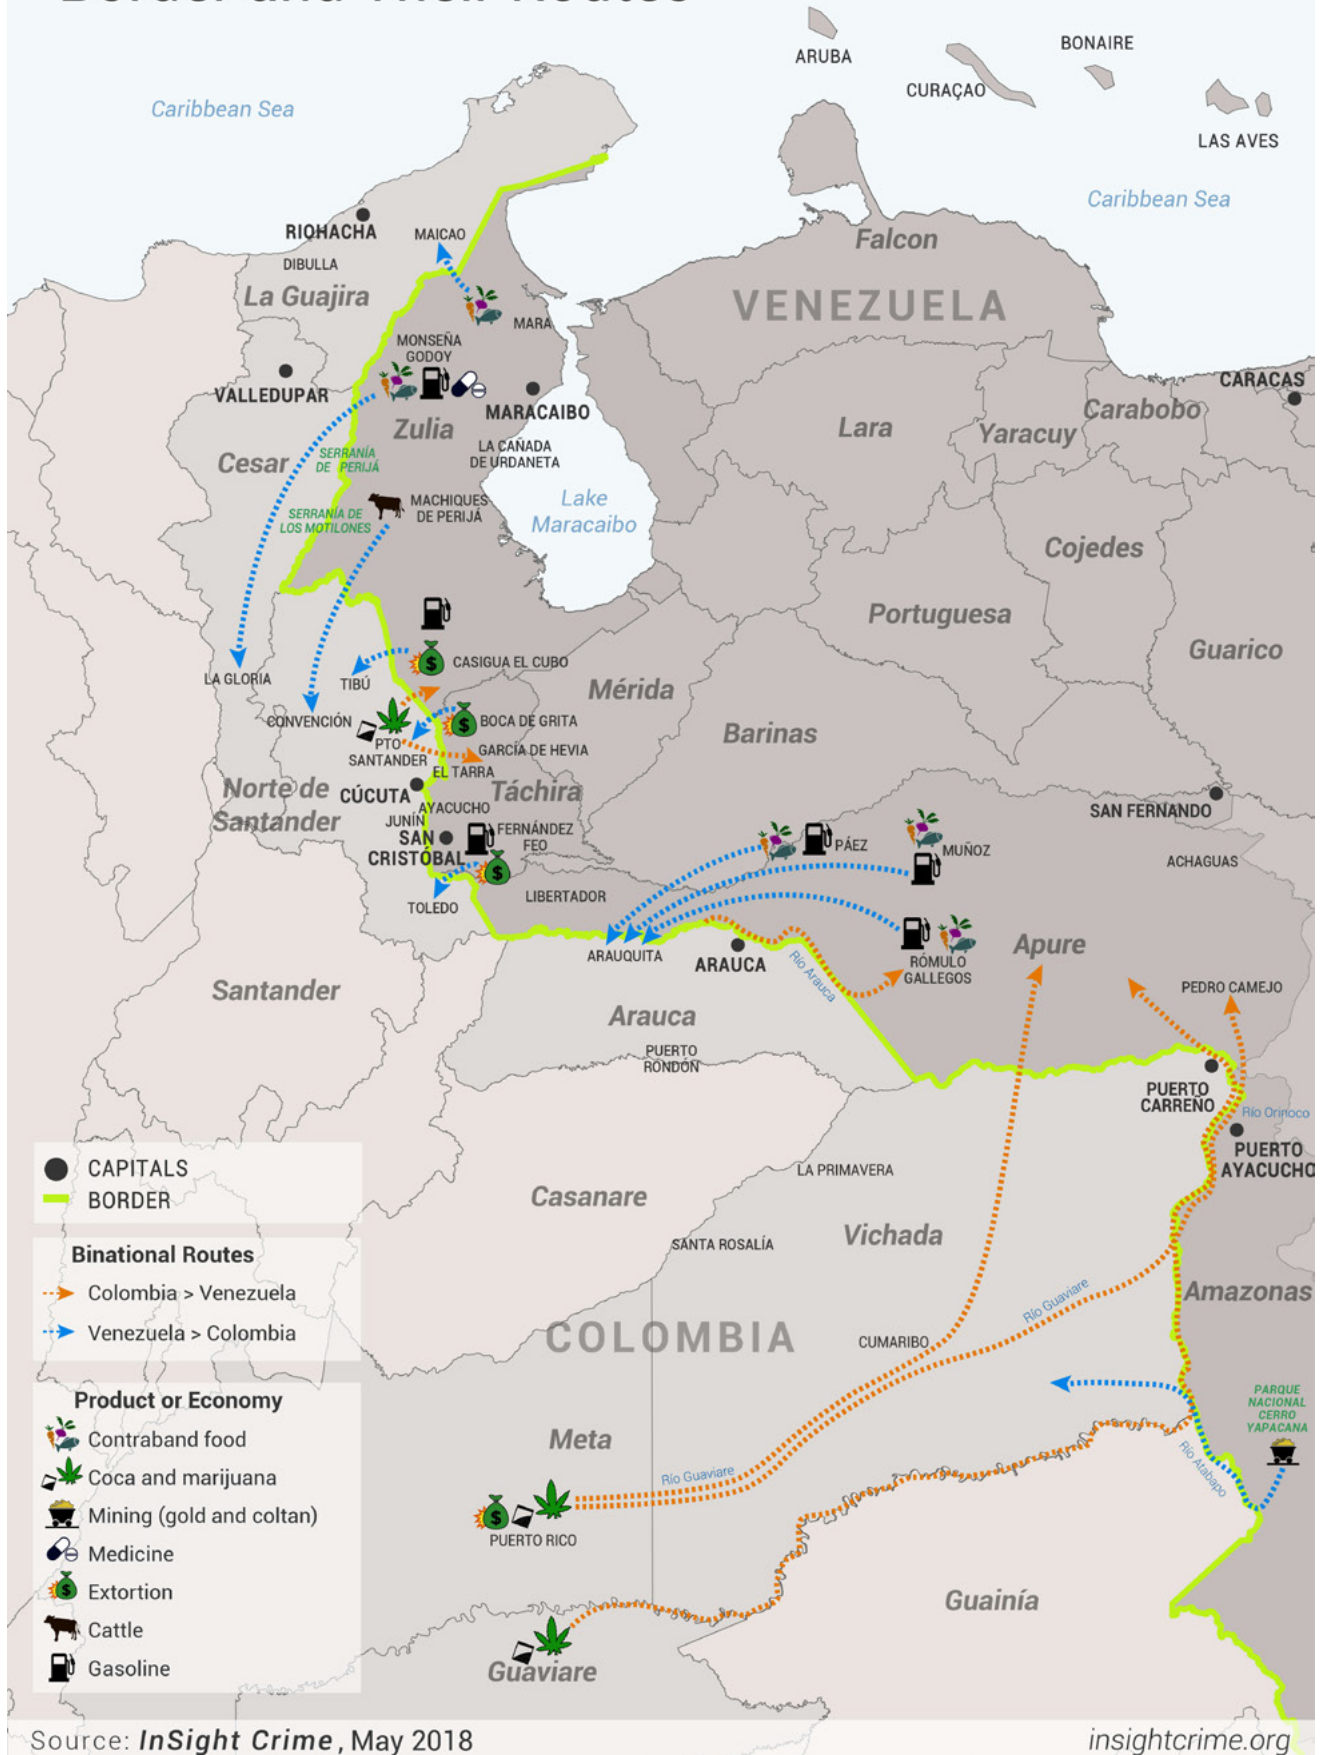 Border and Their Routes
ARUBA
BONAIRE
CURAÇAO
LAS AVES
Caribbean Sea
Caribbean Sea
RIOHACHA
MAICAO
DIBULLA
La Guajira
Falcon
VENEZUELA
MARA
MONSEÑA
GODOY
VALLEDUPAR
MARACAIBO
CARACAS
Zulia
Lara
Yaracuy
Carabobo
Cesar
SERRANÍA
DE PERIJÁ
LA CAÑADA
DE URDANETA
SERRANÍA DE
LOS MOTILONES
MACHIQUES
DE PERIJÁ
Lake
Maracaibo
Cojedes
Portuguesa
Guarico
LA GLORIA
TIBÚ
CASIGUA EL CUBO
Mérida
CONVENCIÓN
BOCA DE GRITA
Barinas
PTO
SANTANDER
GARCÍA DE HEVIA
EL TARRA
Norte de
Santander
CÚCUTA
AYACUCHO
Táchira
JUNÍN
SAN
CRISTÓBAL
FERNÁNDEZ
FEO
SAN FERNANDO
PÁEZ
MUÑOZ
ACHAGUAS
TOLEDO
LIBERTADOR
ARAUQUITA
ARAUCA
Río Arauca
RÓMULO
GALLEGOS
Apure
PEDRO CAMEJO
Santander
Arauca
PUERTO
RONDÓN
PUERTO
CARREÑO
Río Orinoco
PUERTO
AYACUCHO
LA PRIMAVERA
Casanare
Vichada
SANTA ROSALÍA
Amazonas
Río Guaviare
COLOMBIA
CUMARIBO
PARQUE
NACIONAL
CERRO
YAPACANA
Meta
Río Guaviare
Río Atabapo
PUERTO RICO
Guainía
Guaviare
CAPITALS
BORDER
Binational Routes
Colombia > Venezuela
Venezuela > Colombia
Product or Economy
Contraband food
Coca and marijuana
Mining (gold and coltan)
Medicine
$ Extortion
Cattle
Gasoline
$
$
$
$
Source: InSight Crime, May 2018
insightcrime.org